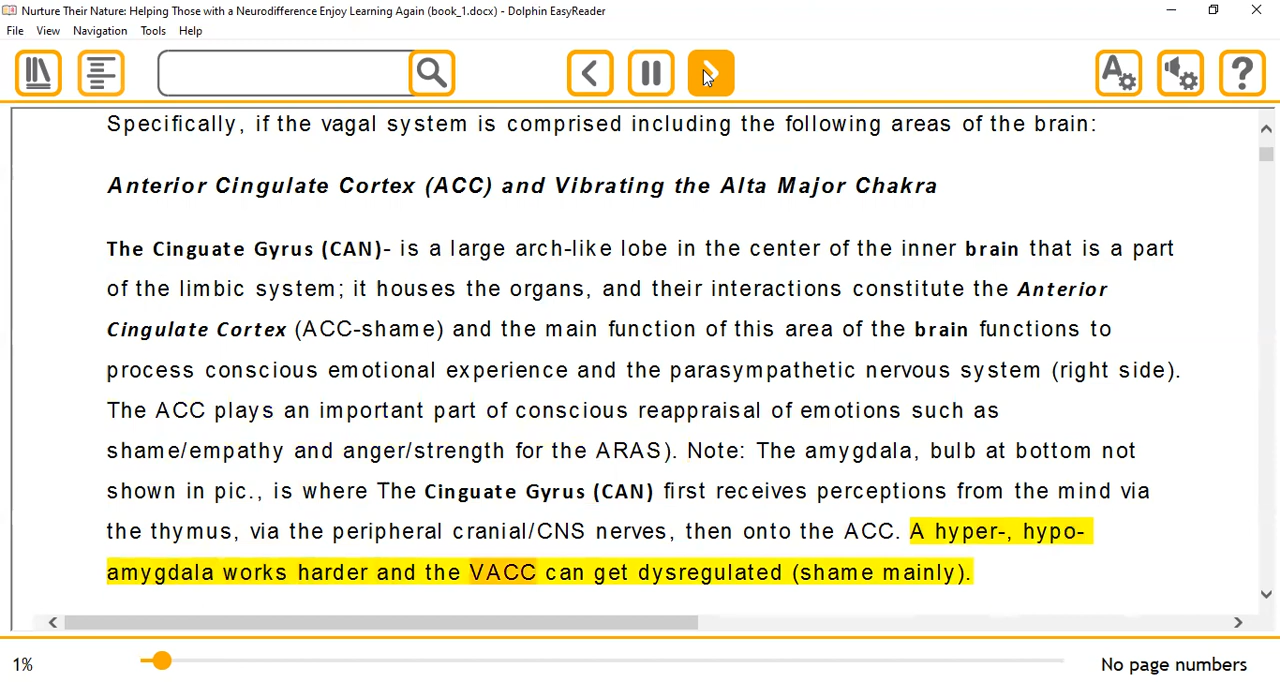 Nurture Their Nature: Helping Those with a Neurodifference Enjoy Learning Again (book_1.docx) - Dolphin EasyReader
File View Navigation Tools Help
Specifically, if the vagal system is comprised including the following areas of the brain:
Anterior Cingulate Cortex (ACC) and Vibrating the Alta Major Chakra
The Cinguate Gyrus (CAN)- is a large arch-like lobe in the center of the inner brain that is a part
of the limbic system; it houses the organs, and their interactions constitute the Anterior
Cingulate Cortex (ACC-shame) and the main function of this area of the brain functions to
process conscious emotional experience and the parasympathetic nervous system (right side).
The ACC plays an important part of conscious reappraisal of emotions such as
shame/empathy and anger/strength for the ARAS). Note: The amygdala, bulb at bottom not
shown in pic., is where The Cinguate Gyrus (CAN) first receives perceptions from the mind via
the thymus, via the peripheral cranial/CNS nerves, then onto the ACC. A hyper-, hypo-
amygdala works harder and the VACC can get dysregulated (shame mainly).
1%
No page numbers